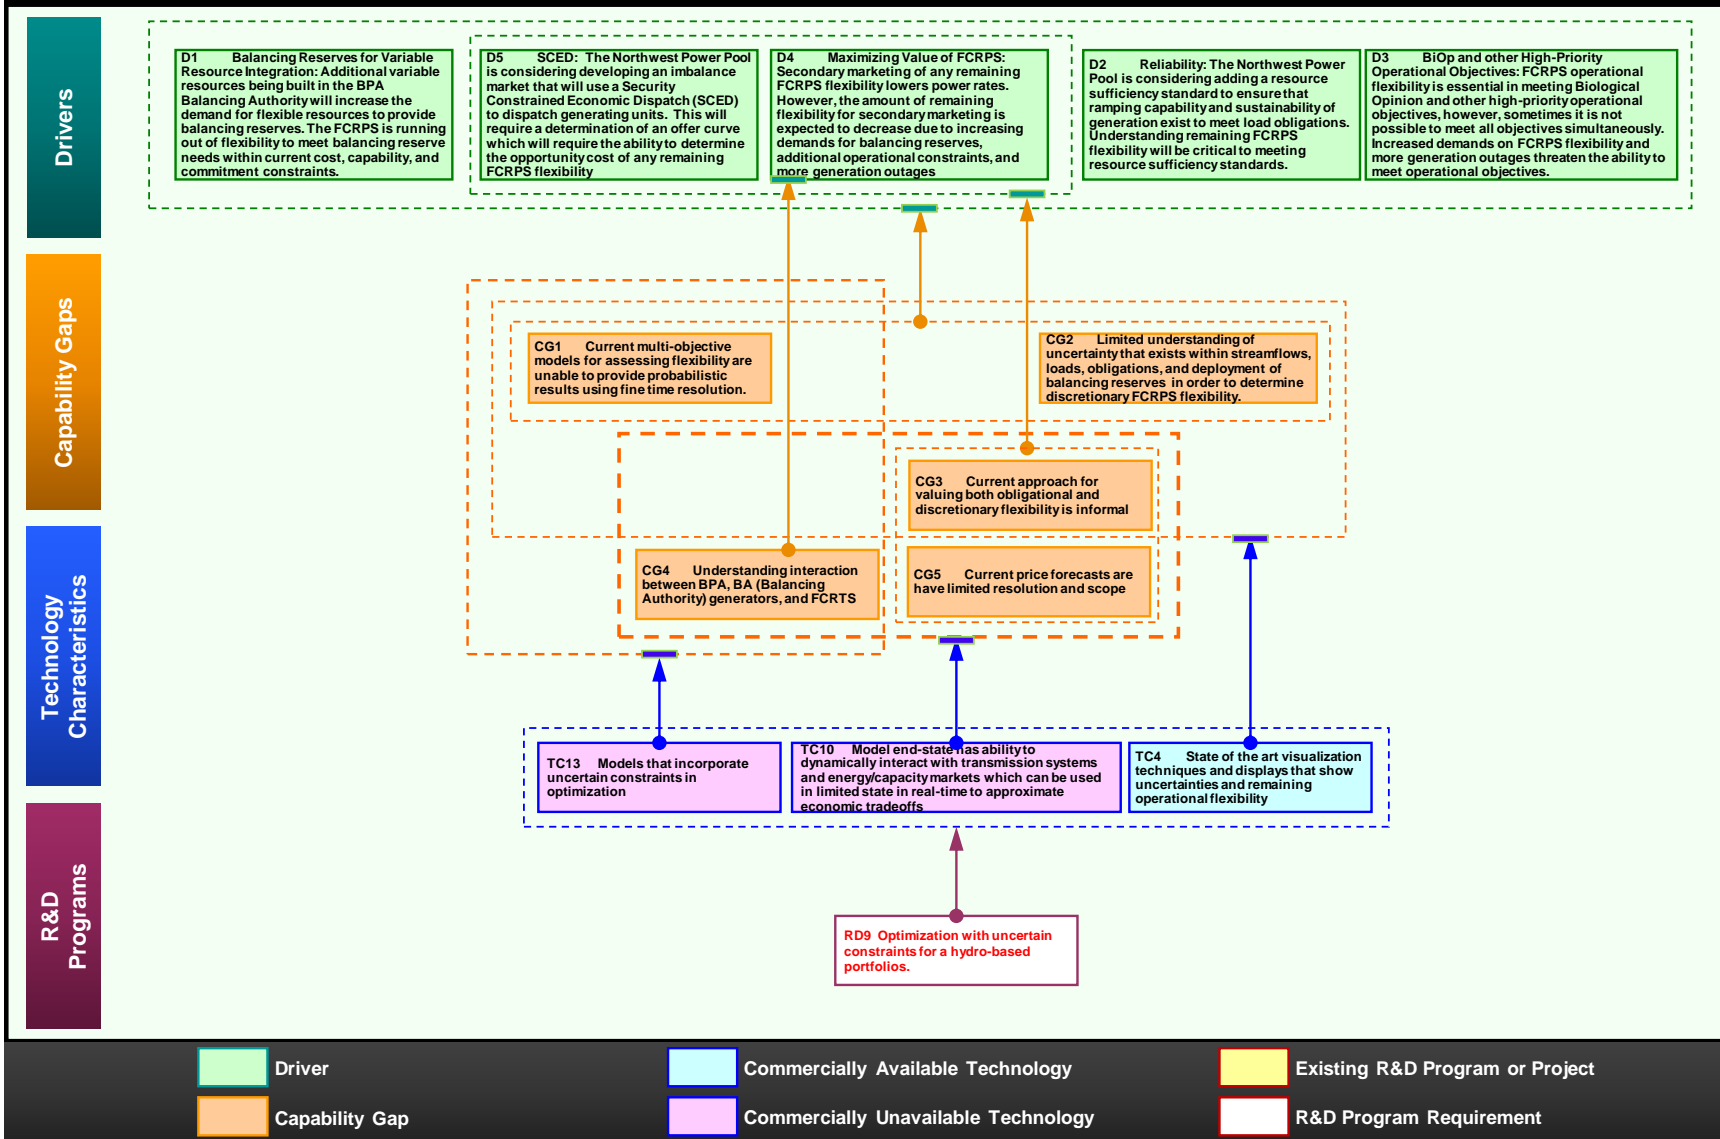 Drivers
D1 Balancing Reserves for Variable
Resource Integration: Additional variable
resources being built in the BPA
Balancing Authority will increase the
demand for flexible resources to provide
balancing reserves. The FCRPS is running
out of flexibility to meet balancing reserve
needs within current cost, capability, and
commitment constraints.
D5 SCED: The Northwest Power Pool
is considering developing an imbalance
market that will use a Security
Constrained Economic Dispatch (SCED)
to dispatch generating units. This will
require a determination of an offer curve
which will require the ability to determine
the opportunity cost of any remaining
FCRPS flexibility
D4 Maximizing Value of FCRPS:
Secondary marketing of any remaining
FCRPS flexibility lowers power rates.
However, the amount of remaining
flexibility for secondary marketing is
expected to decrease due to increasing
demands for balancing reserves,
additional operational constraints, and
more generation outages
D2 Reliability: The Northwest Power
Pool is considering adding a resource
sufficiency standard to ensure that
ramping capability and sustainability of
generation exist to meet load obligations.
Understanding remaining FCRPS
flexibility will be critical to meeting
resource sufficiency standards.
D3 BiOp and other High-Priority
Operational Objectives: FCRPS operational
flexibility is essential in meeting Biological
Opinion and other high-priority operational
objectives, however, sometimes it is not
possible to meet all objectives simultaneously.
Increased demands on FCRPS flexibility and
more generation outages threaten the ability to
meet operational objectives.
Capability Gaps
CG1 Current multi-objective
models for assessing flexibility are
unable to provide probabilistic
results using fine time resolution.
CG2 Limited understanding of
uncertainty that exists within streamflows,
loads, obligations, and deployment of
balancing reserves in order to determine
discretionary FCRPS flexibility.
CG3 Current approach for
valuing both obligational and
discretionary flexibility is informal
CG4 Understanding interaction
between BPA, BA (Balancing
Authority) generators, and FCRTS
CG5 Current price forecasts are
have limited resolution and scope
Technology
Characteristics
TC13 Models that incorporate
uncertain constraints in
optimization
TC10 Model end-state has ability to
dynamically interact with transmission systems
and energy/capacity markets which can be used
in limited state in real-time to approximate
economic tradeoffs
TC4 State of the art visualization
techniques and displays that show
uncertainties and remaining
operational flexibility
R&D
Programs
RD9 Optimization with uncertain
constraints for a hydro-based
portfolios.
Driver
Commercially Available Technology
Existing R&D Program or Project
Capability Gap
Commercially Unavailable Technology
R&D Program Requirement